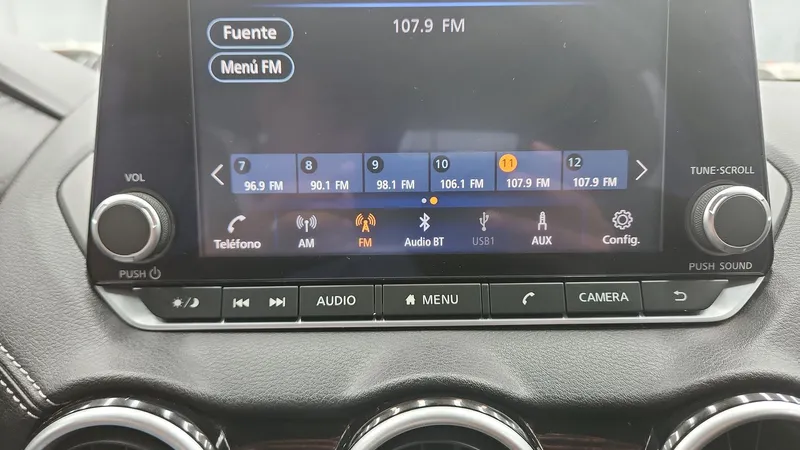 Fuente
107.9 FM
Menú FM
7 8 9 10 11 12
96.9 FM 90.1 FM 98.1 FM 106.1 FM 107.9 FM 107.9 FM
VOL
TUNE-SCROLL
Teléfono AM FM Audio BT USB1 AUX Config.
PUSH
PUSH SOUND
AUDIO MENU CAMERA